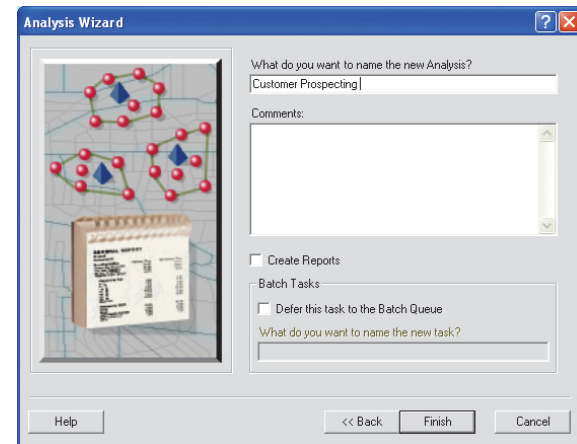 Analysis Wizard
What do you want to name the new Analysis?
Customer Prospecting
Comments:
Create Reports
Batch Tasks
Defer this task to the Batch Queue
What do you want to name the new task?
Help
<< Back
Finish
Cancel